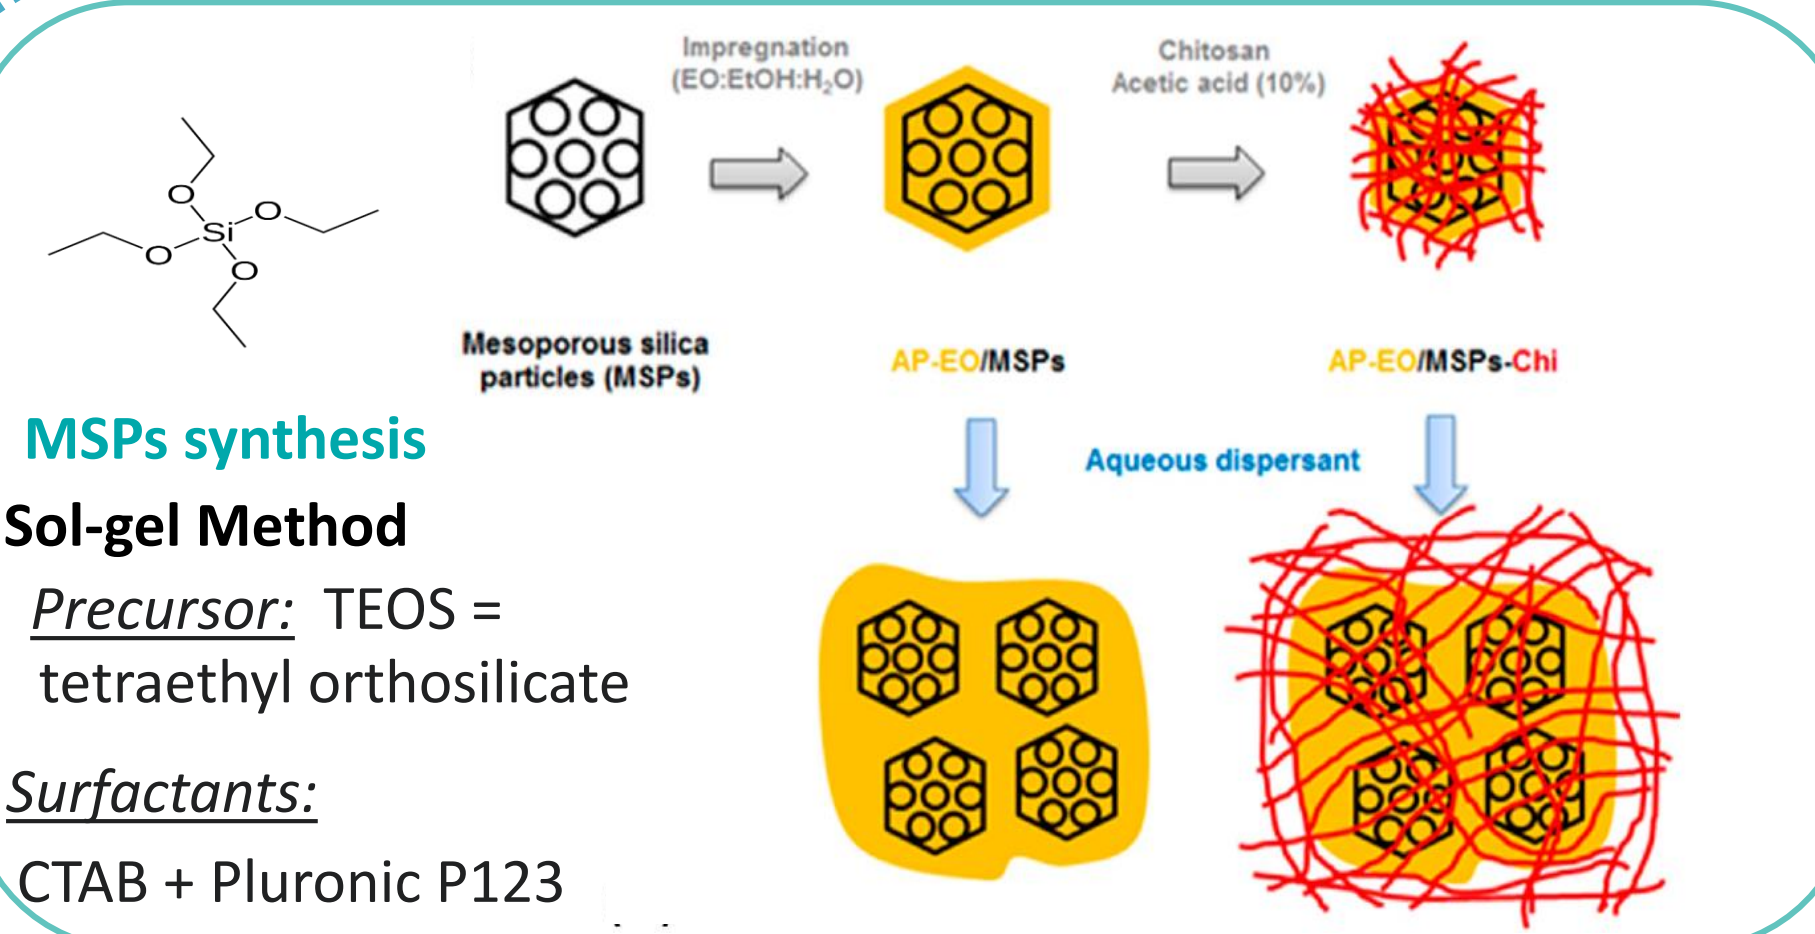 Impregnation
(EO:EtOH:H₂O)
Chitosan
Acetic acid (10%)
O
O
Si
O
O
Mesoporous silica
particles (MSPs)
AP-EO/MSPs
AP-EO/MSPs-Chi
Aqueous dispersant
MSPs synthesis
Sol-gel Method
Precursor: TEOS =
tetraethyl orthosilicate
Surfactants:
CTAB + Pluronic P123